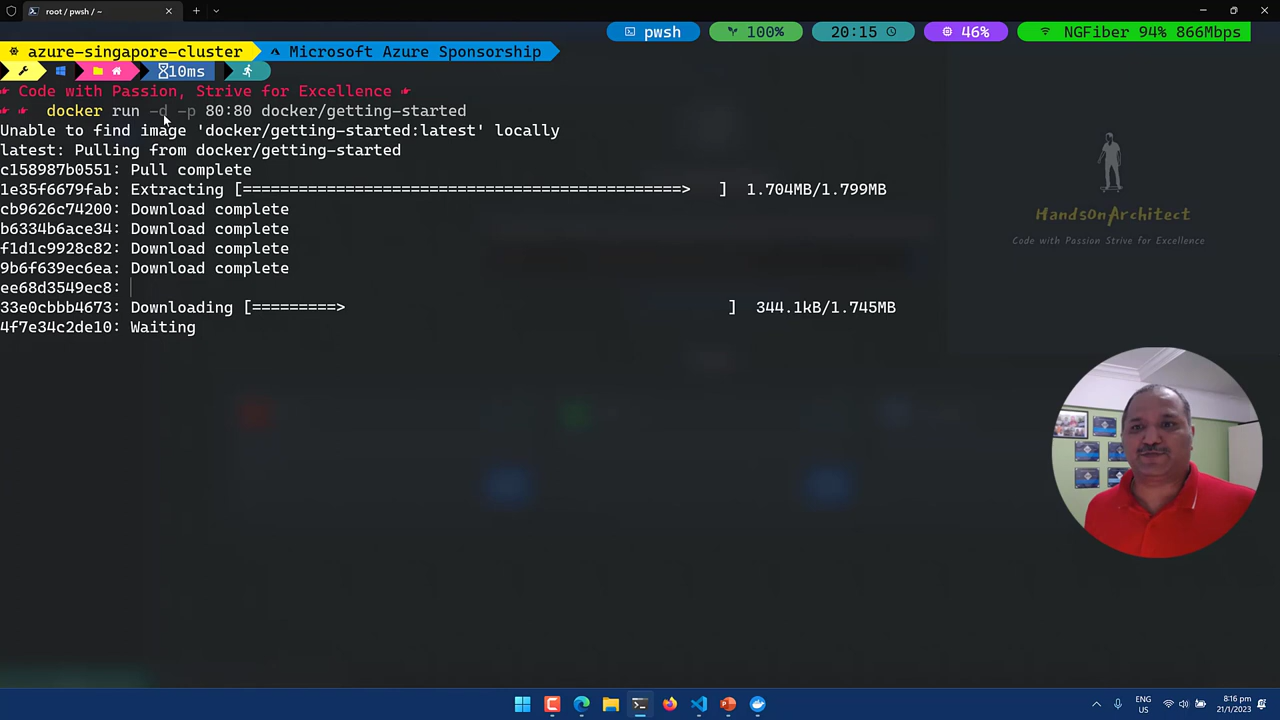 root / pwsh / ~
pwsh
100%
20:15
46%
NGFiber 94% 866Mbps
azure-singapore-cluster
Microsoft Azure Sponsorship
10ms
Code with Passion, Strive for Excellence
docker run -d -p 80:80 docker/getting-started
Unable to find image 'docker/getting-started:latest' locally
latest: Pulling from docker/getting-started
c158987b0551: Pull complete
1e35f6679fab: Extracting [=============================================>   ]  1.704MB/1.799MB
cb9626c74200: Download complete
b6334b6ace34: Download complete
f1d1c9928c82: Download complete
9b6f639ec6ea: Download complete
ee68d3549ec8:
33e0cbbb4673: Downloading [=========>                                         ]  344.1kB/1.745MB
4f7e34c2de10: Waiting
HandsOnArchitect
Code with Passion Strive for Excellence
ENG
US
8:16 PM
21/1/2023